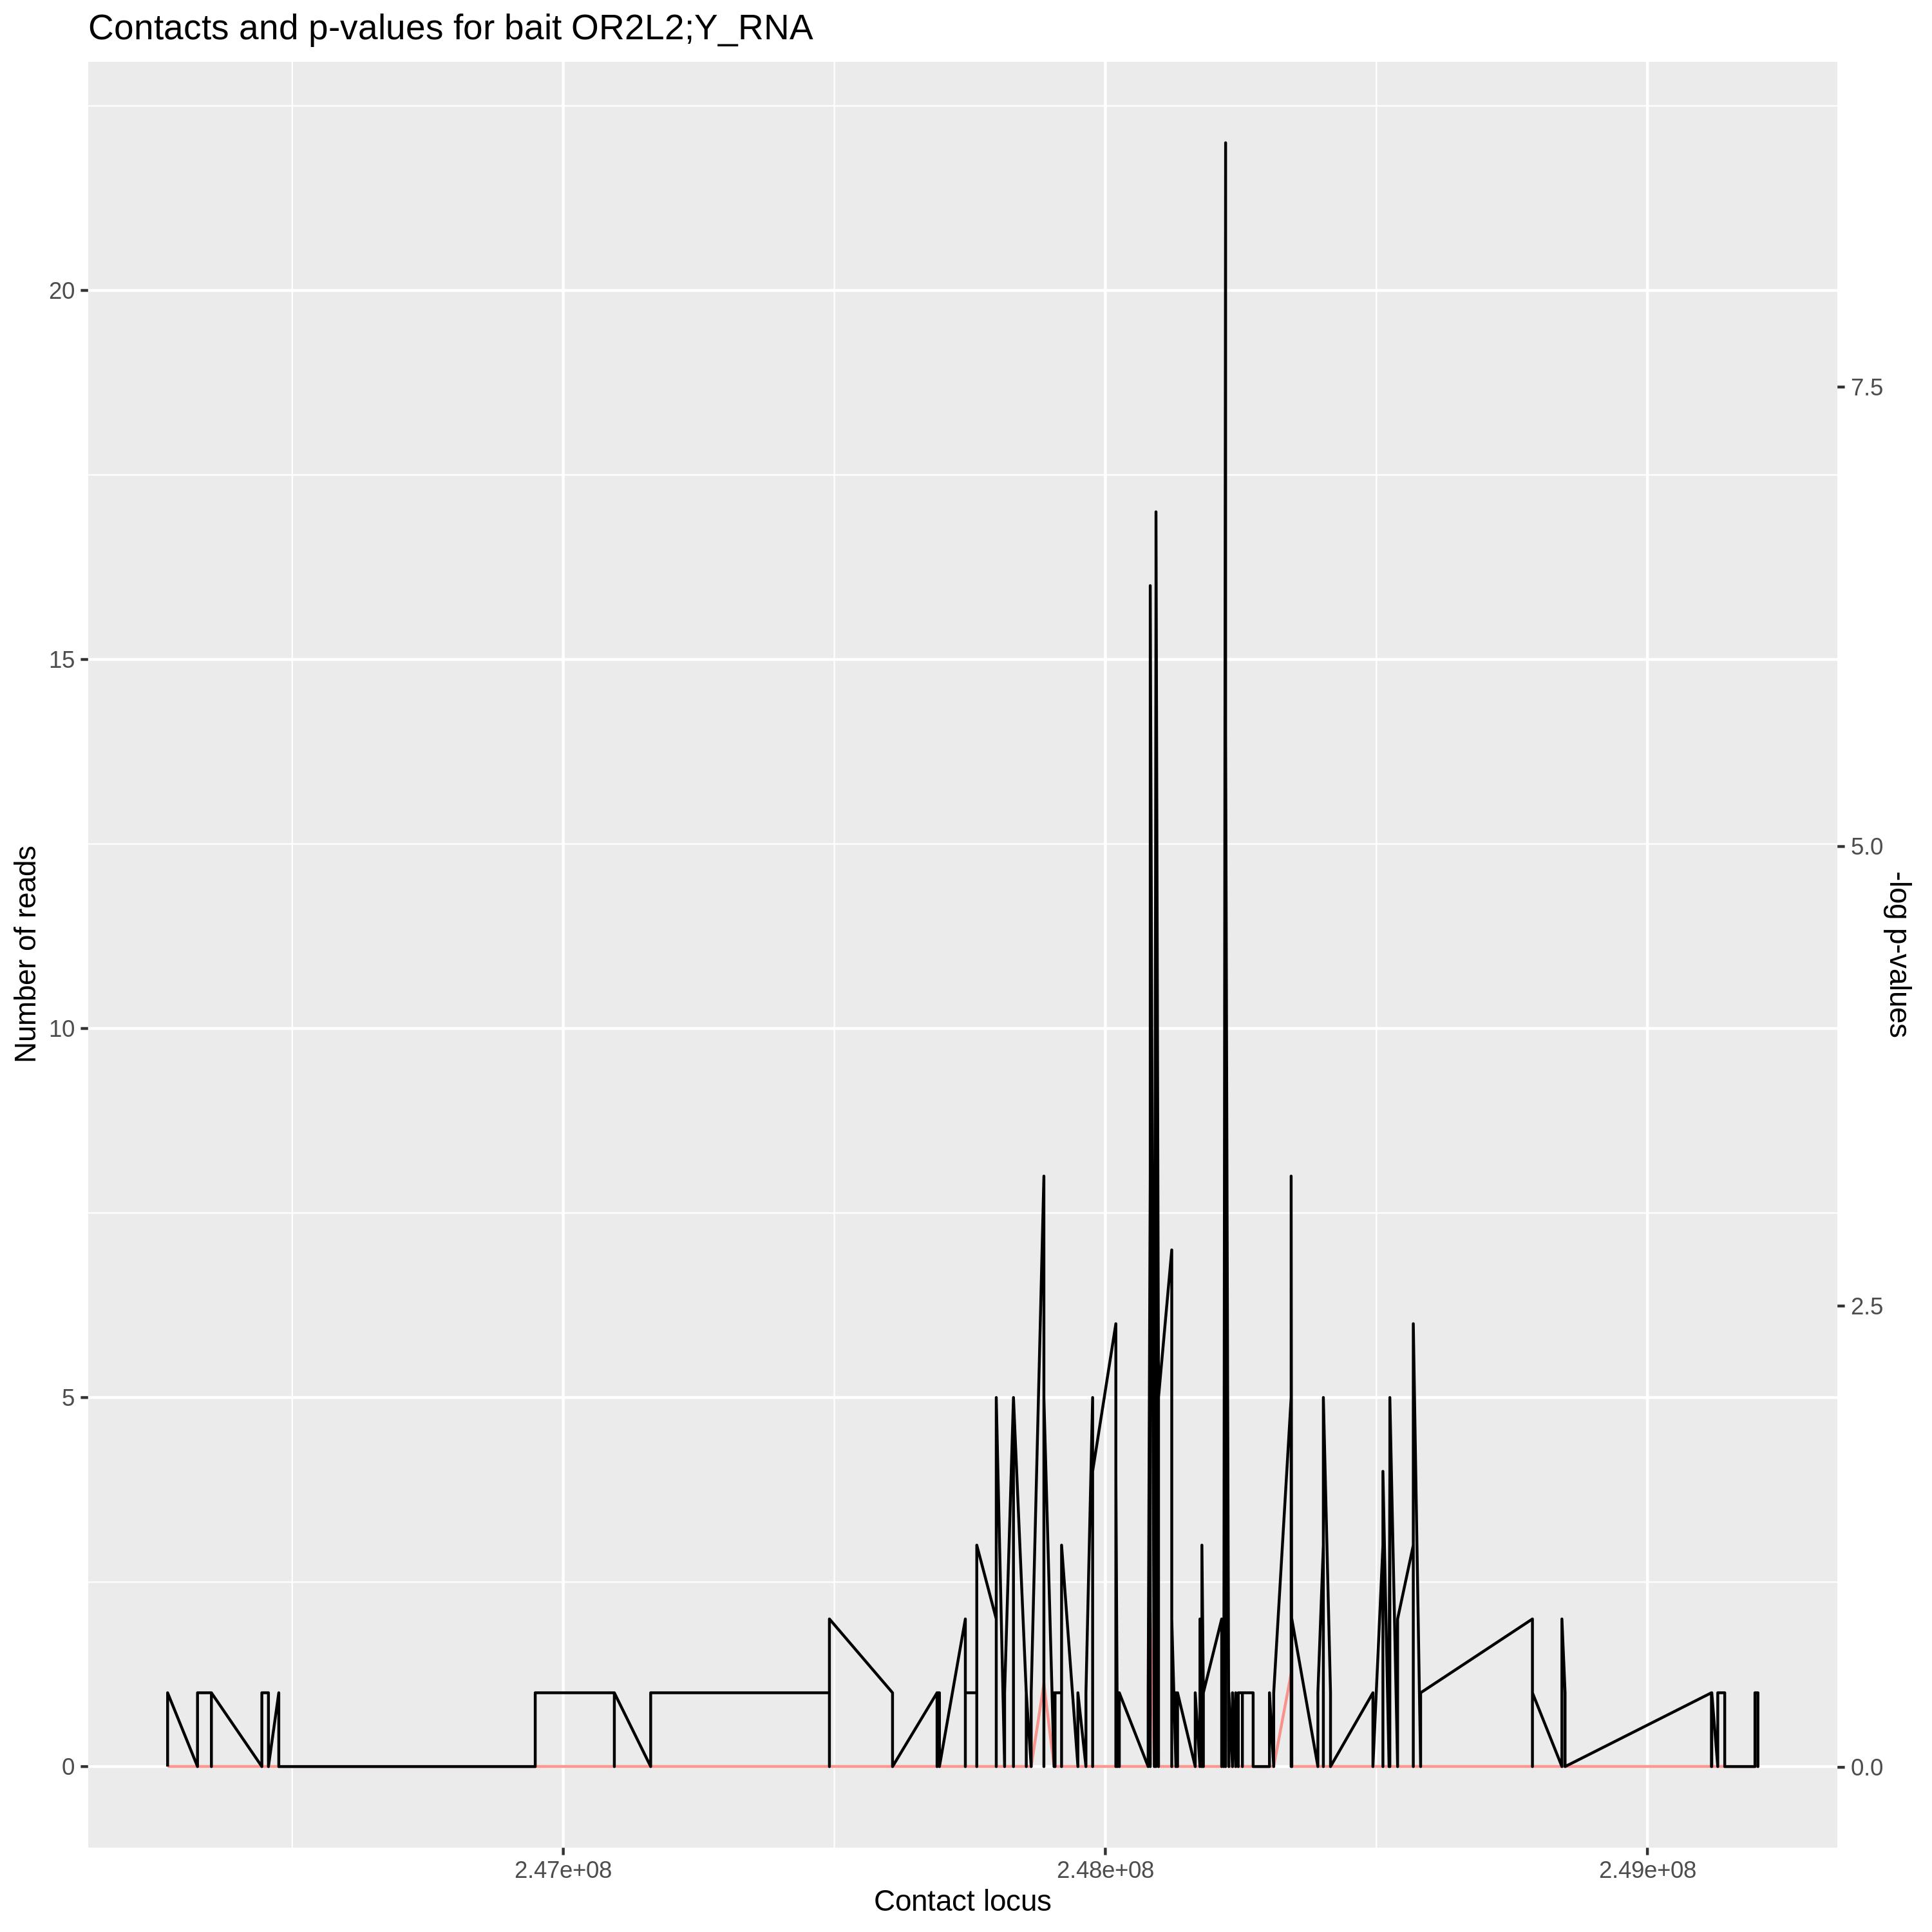 Contacts and p-values for bait OR2L2;Y_RNA
20
15
10
5
0
Number of reads
7.5
5.0
2.5
0.0
-log p-values
2.47e+08
2.48e+08
2.49e+08
Contact locus